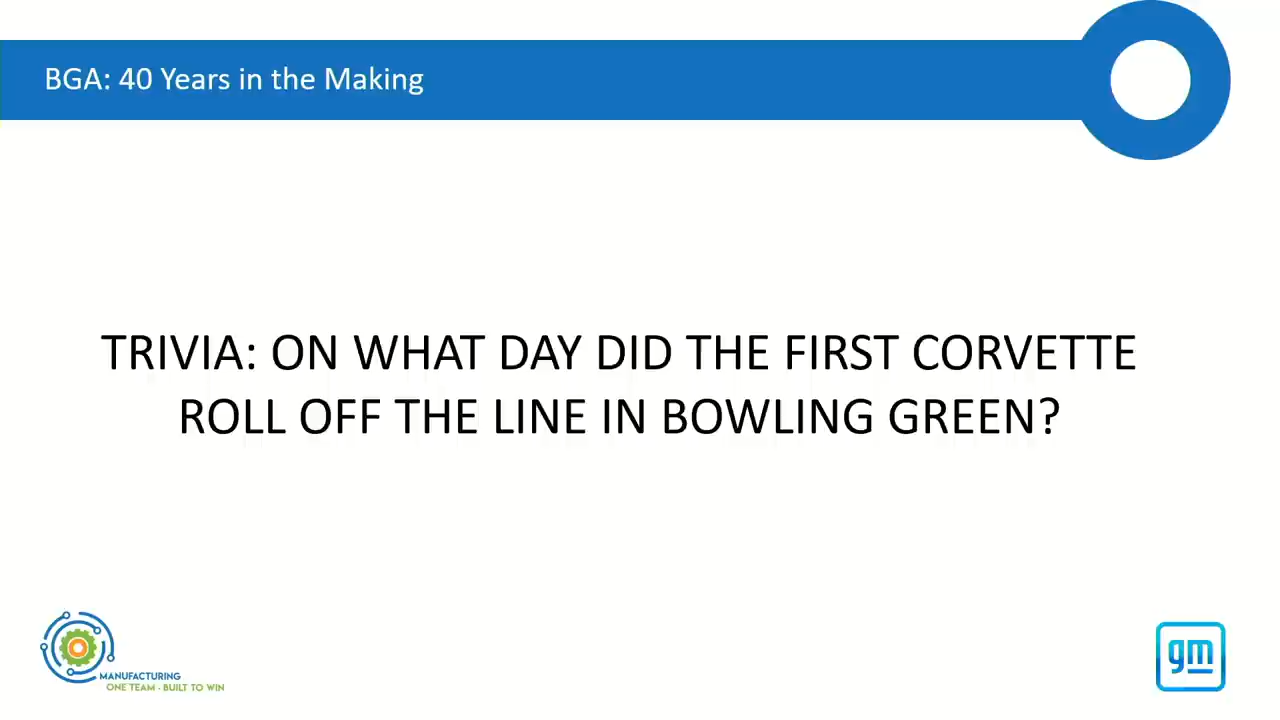 BGA: 40 Years in the Making
TRIVIA: ON WHAT DAY DID THE FIRST CORVETTE
ROLL OFF THE LINE IN BOWLING GREEN?
MANUFACTURING
ONE TEAM - BUILT TO WIN
gm